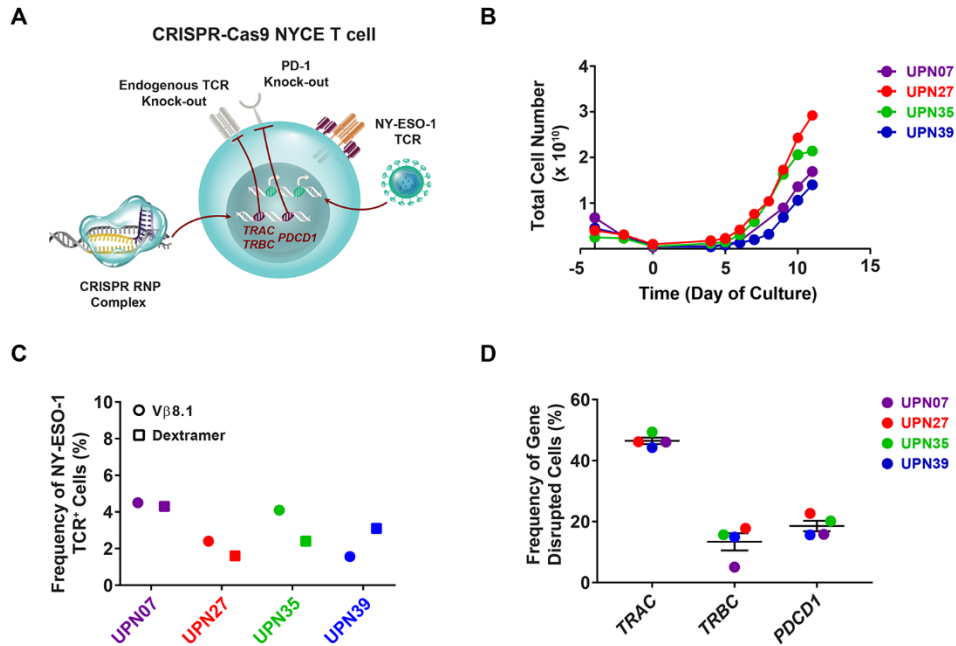 A
CRISPR-Cas9 NYCE T cell
Endogenous TCR
Knock-out
PD-1
Knock-out
NY-ESO-1
TCR
TRAC
TRBC
PDCD1
CRISPR RNP
Complex
B
Total Cell Number
(x 10¹⁰)
4
3
2
1
-5
0
5
10
15
Time (Day of Culture)
UPN07
UPN27
UPN35
UPN39
C
Frequency of NY-ESO-1
TCR⁺ Cells (%)
10
8
6
4
2
0
Vβ8.1
Dextramer
UPN07
UPN27
UPN35
UPN39
D
Frequency of Gene
Disrupted Cells (%)
60
40
20
0
TRAC
TRBC
PDCD1
UPN07
UPN27
UPN35
UPN39